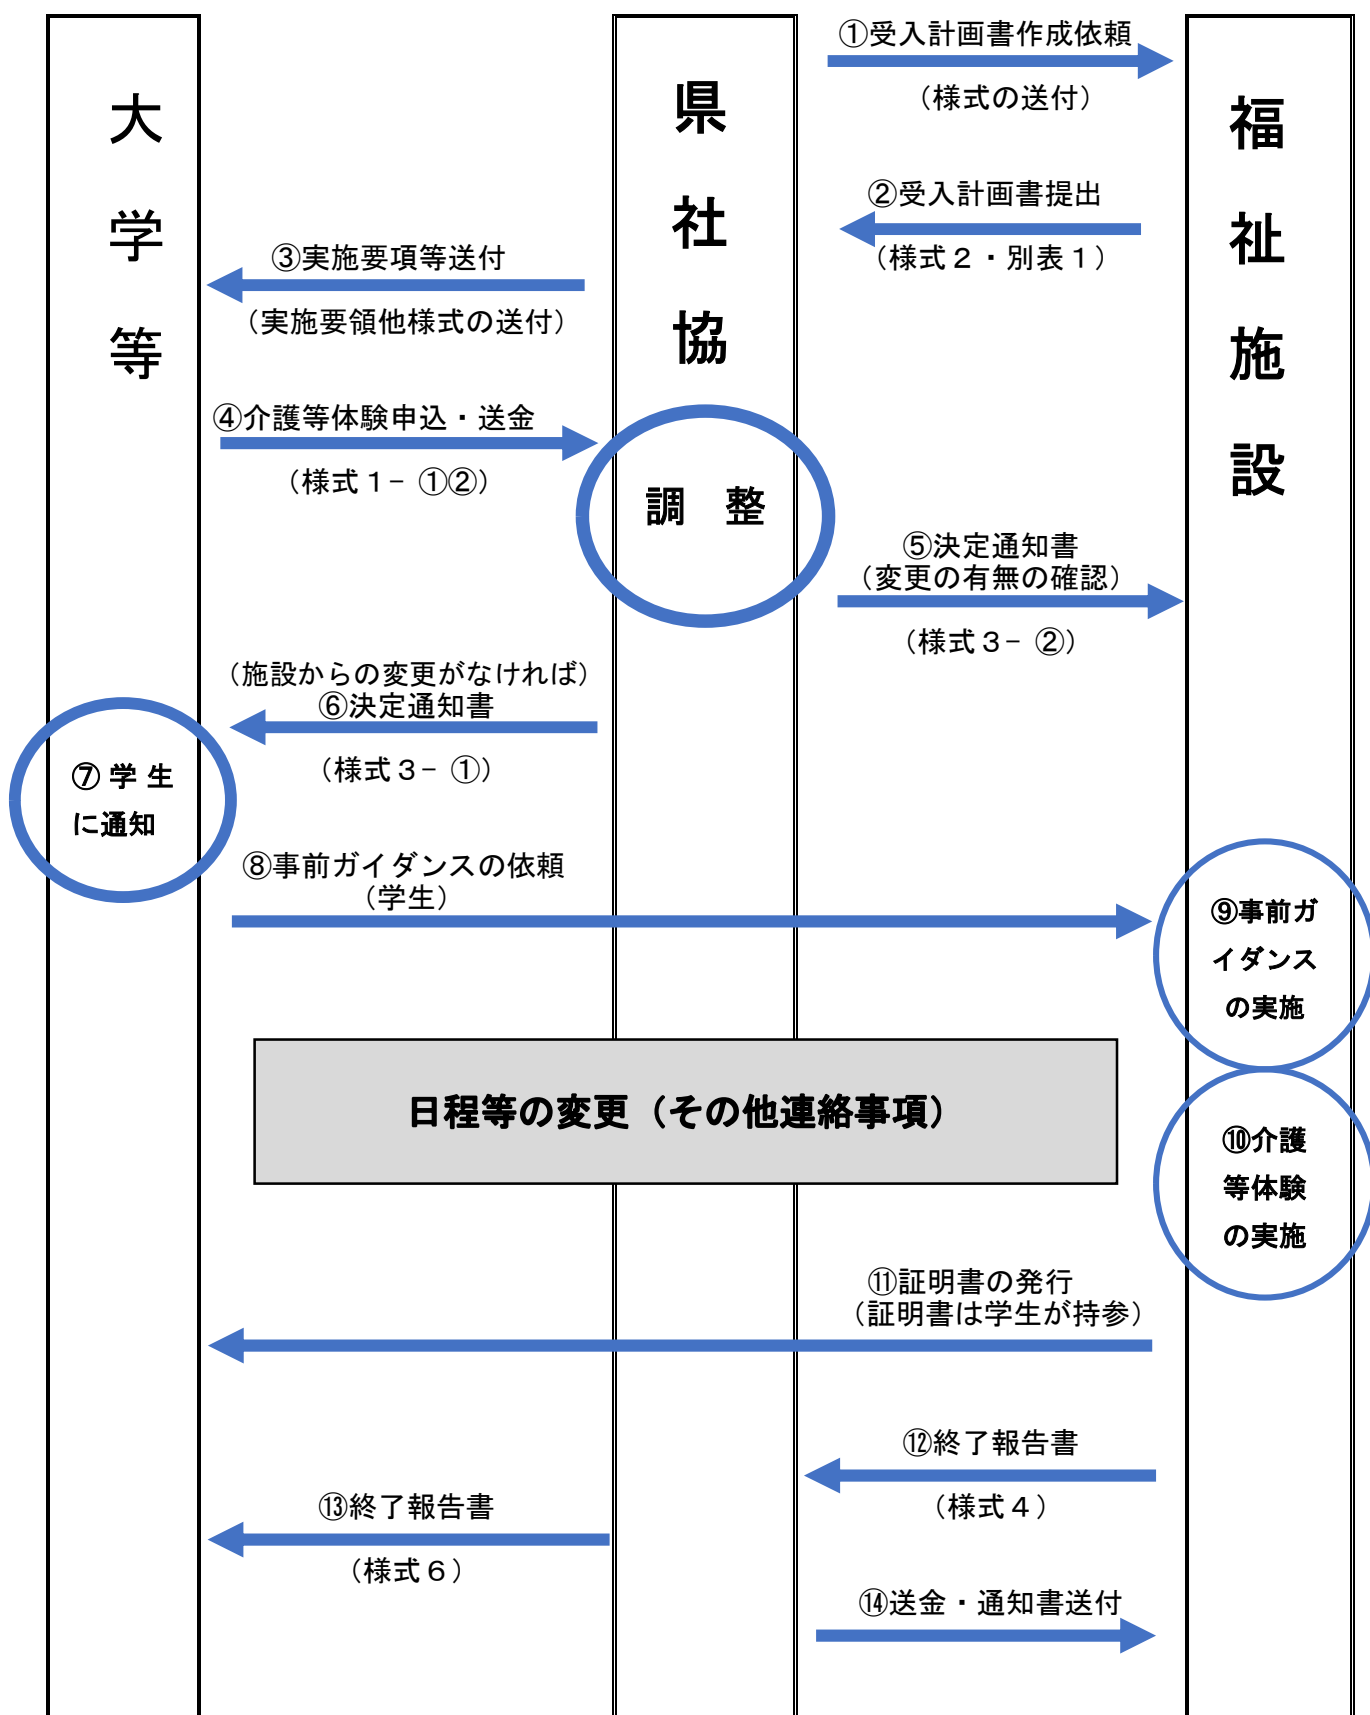 大学等
県社協
福祉施設
①受入計画書作成依頼
（様式の送付）
②受入計画書提出
（様式２・別表１）
③実施要項等送付
（実施要領他様式の送付）
④介護等体験申込・送金
（様式１－①②）
調　整
⑤決定通知書
（変更の有無の確認）
（様式３－②）
（施設からの変更がなければ）
⑥決定通知書
（様式３－①）
⑦学生
に通知
⑧事前ガイダンスの依頼
（学生）
⑨事前ガ
イダンス
の実施
日程等の変更（その他連絡事項）
⑩介護
等体験
の実施
⑪証明書の発行
（証明書は学生が持参）
⑫終了報告書
（様式４）
⑬終了報告書
（様式６）
⑭送金・通知書送付